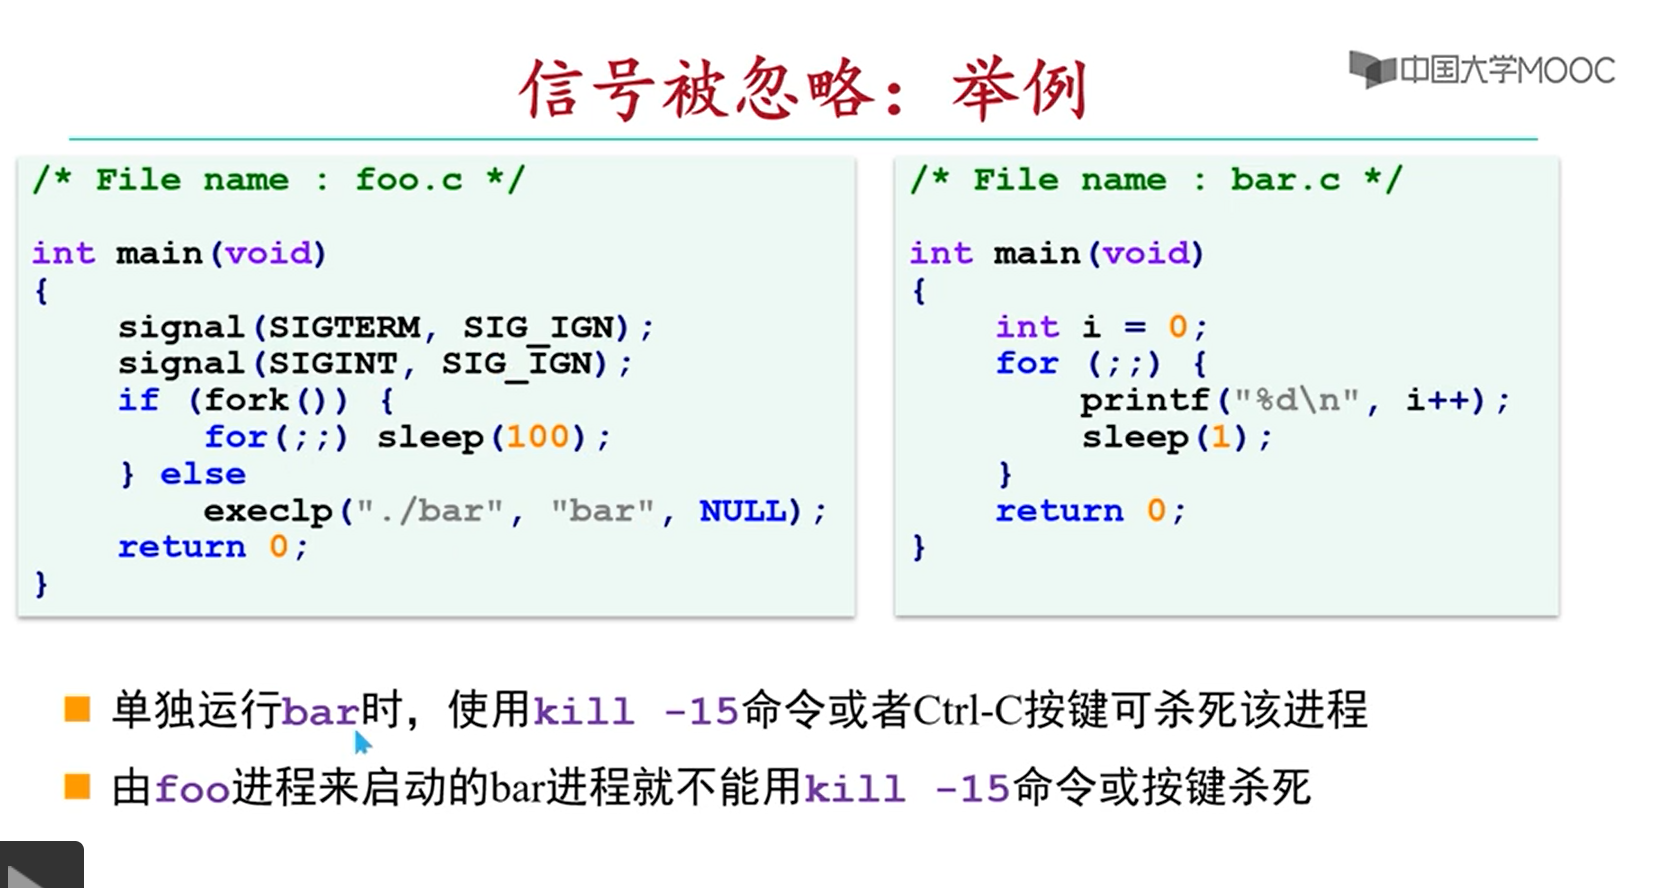 信号被忽略：举例
中国大学MOOC
/* File name : foo.c */
int main(void)
{
    signal(SIGTERM, SIG_IGN);
    signal(SIGINT, SIG_IGN);
    if (fork()) {
        for(;;) sleep(100);
    } else
        execlp("./bar", "bar", NULL);
    return 0;
}
/* File name : bar.c */
int main(void)
{
    int i = 0;
    for (;;) {
        printf("%d\n", i++);
        sleep(1);
    }
    return 0;
}
单独运行bar时，使用kill -15命令或者Ctrl-C按键可杀死该进程
由foo进程来启动的bar进程就不能用kill -15命令或按键杀死